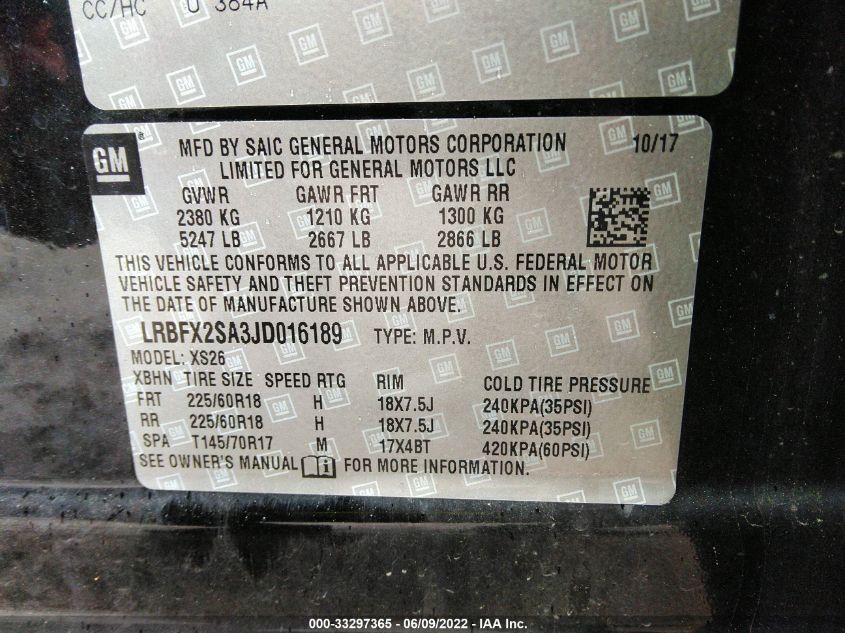 CC/HC U 384A
GM
MFD BY SAIC GENERAL MOTORS CORPORATION 10/17
LIMITED FOR GENERAL MOTORS LLC
GVWR GAWR FRT GAWR RR
2380 KG 1210 KG 1300 KG
5247 LB 2667 LB 2866 LB
THIS VEHICLE CONFORMS TO ALL APPLICABLE U.S. FEDERAL MOTOR
VEHICLE SAFETY AND THEFT PREVENTION STANDARDS IN EFFECT ON
THE DATE OF MANUFACTURE SHOWN ABOVE.
LRBFX2SA3JD016189 TYPE: M.P.V.
MODEL: XS26
XBHN TIRE SIZE SPEED RTG RIM COLD TIRE PRESSURE
FRT 225/60R18 H 18X7.5J 240KPA(35PSI)
RR 225/60R18 H 18X7.5J 240KPA(35PSI)
SPA T145/70R17 M 17X4BT 420KPA(60PSI)
SEE OWNER'S MANUAL FOR MORE INFORMATION.
000-33297365 - 06/09/2022 - IAA Inc.